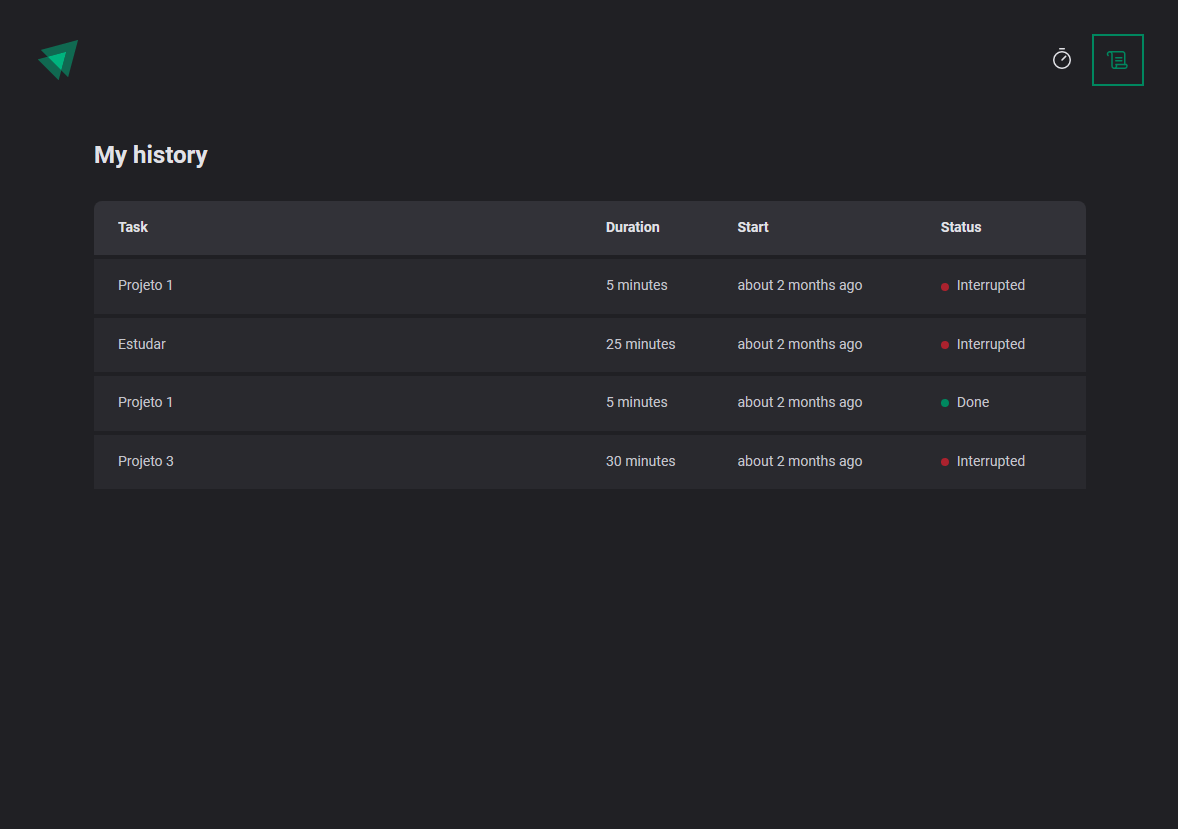 My history
Task Duration Start Status
Projeto 1 5 minutes about 2 months ago Interrupted
Estudar 25 minutes about 2 months ago Interrupted
Projeto 1 5 minutes about 2 months ago Done
Projeto 3 30 minutes about 2 months ago Interrupted